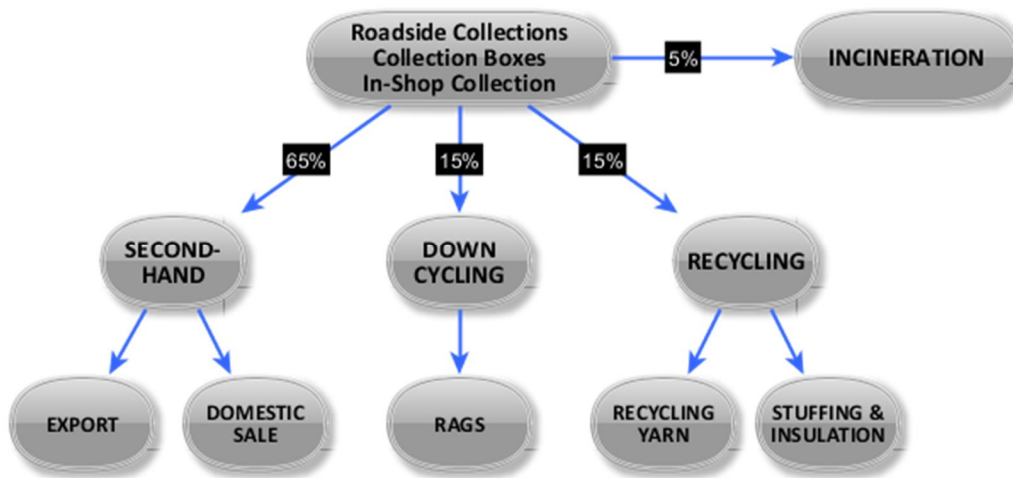 Roadside Collections
Collection Boxes
In-Shop Collection
5%
INCINERATION
65%
15%
15%
SECOND-
HAND
DOWN
CYCLING
RECYCLING
EXPORT
DOMESTIC
SALE
RAGS
RECYCLING
YARN
STUFFING &
INSULATION